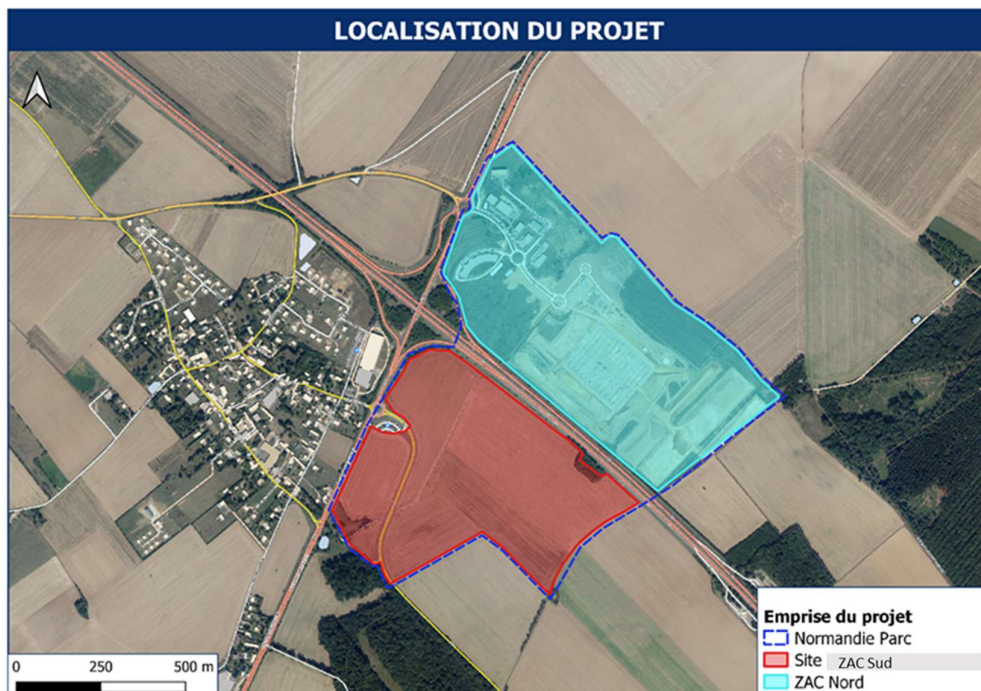 LOCALISATION DU PROJET
0 250 500 m
Emprise du projet
Normandie Parc
Site ZAC Sud
ZAC Nord